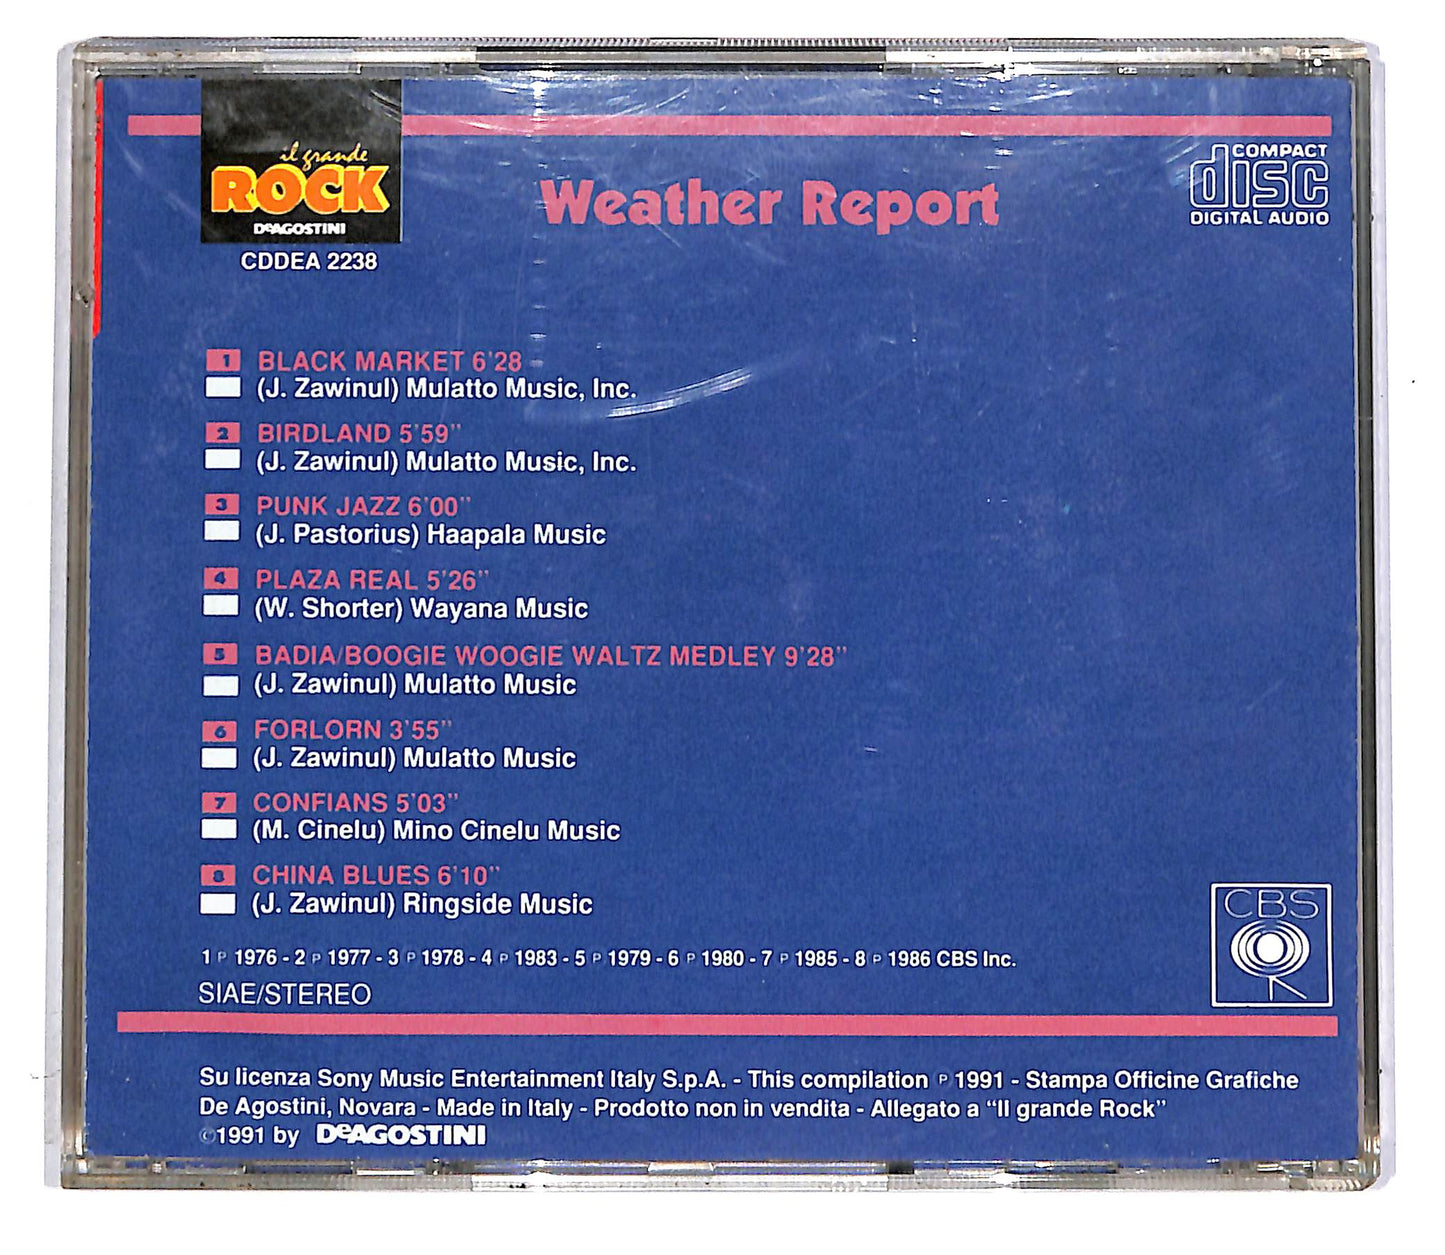 il grande
ROCK
DeAGOSTINI
CDDEA 2238
Weather Report
COMPACT
disc
DIGITAL AUDIO
1 BLACK MARKET 6'28
(J. Zawinul) Mulatto Music, Inc.
2 BIRDLAND 5'59"
(J. Zawinul) Mulatto Music, Inc.
3 PUNK JAZZ 6'00"
(J. Pastorius) Haapala Music
4 PLAZA REAL 5'26"
(W. Shorter) Wayana Music
5 BADIA/BOOGIE WOOGIE WALTZ MEDLEY 9'28"
(J. Zawinul) Mulatto Music
6 FORLORN 3'55"
(J. Zawinul) Mulatto Music
7 CONFIANS 5'03"
(M. Cinelu) Mino Cinelu Music
8 CHINA BLUES 6'10"
(J. Zawinul) Ringside Music
1 ℗ 1976 - 2 ℗ 1977 - 3 ℗ 1978 - 4 ℗ 1983 - 5 ℗ 1979 - 6 ℗ 1980 - 7 ℗ 1985 - 8 ℗ 1986 CBS Inc.
SIAE/STEREO
CBS
Su licenza Sony Music Entertainment Italy S.p.A. - This compilation ℗ 1991 - Stampa Officine Grafiche
De Agostini, Novara - Made in Italy - Prodotto non in vendita - Allegato a "Il grande Rock"
©1991 by DeAGOSTINI